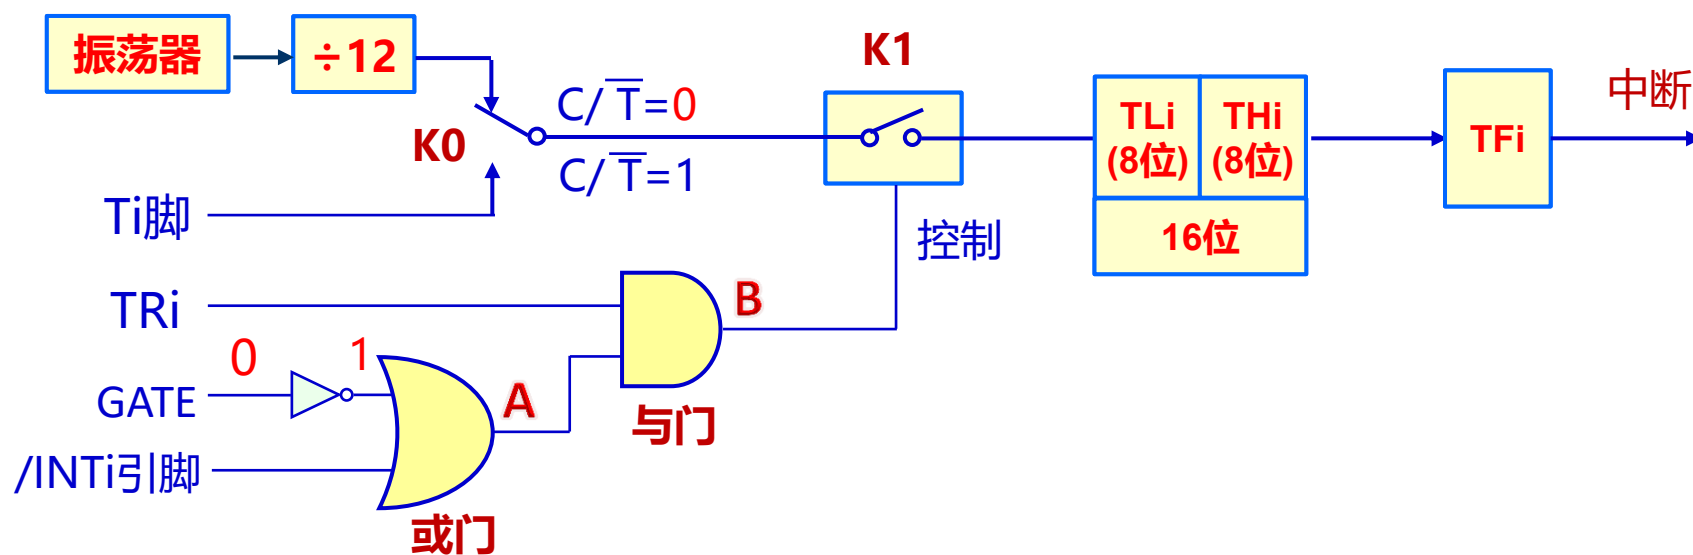 振荡器
÷12
K1
中断
C/T̅=0
K0
C/T̅=1
TLi
(8位)
THi
(8位)
TFi
Ti脚
控制
16位
TRi
B
0
1
GATE
A
与门
/INTi引脚
或门